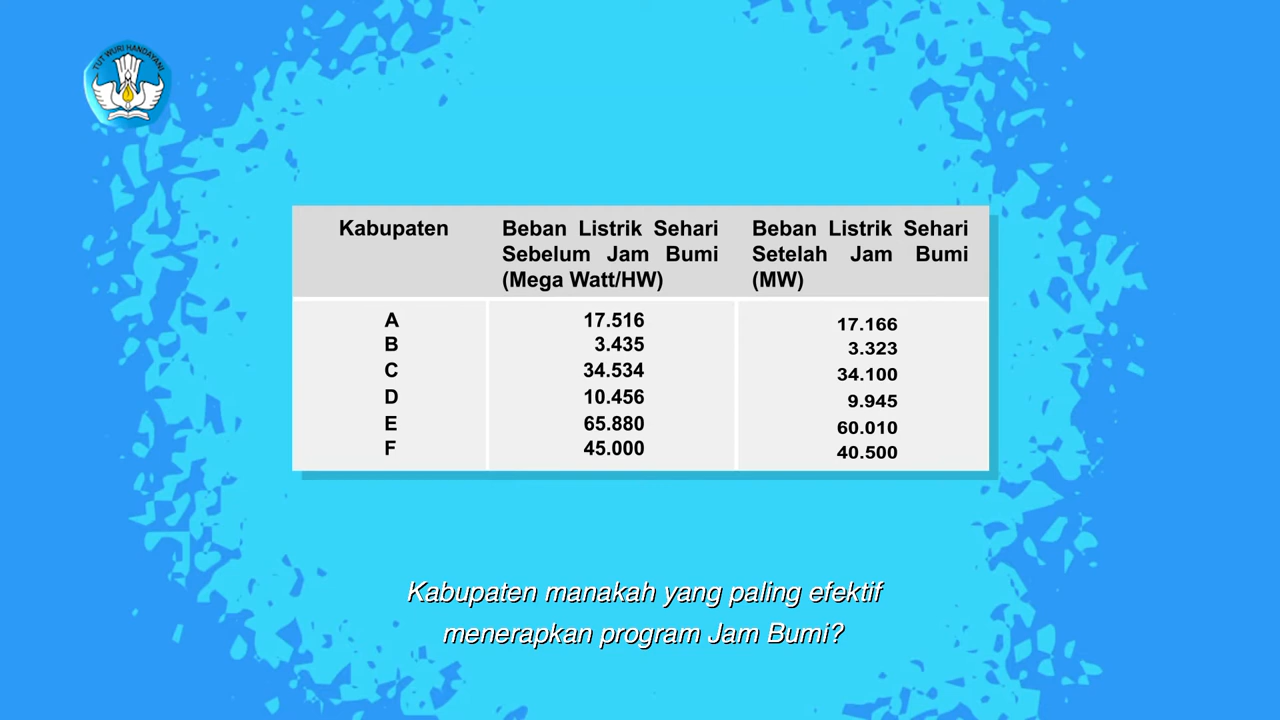 TUT WURI HANDAYANI
Kabupaten
Beban Listrik Sehari
Sebelum Jam Bumi
(Mega Watt/HW)
Beban Listrik Sehari
Setelah Jam Bumi
(MW)
A 17.516 17.166
B 3.435 3.323
C 34.534 34.100
D 10.456 9.945
E 65.880 60.010
F 45.000 40.500
Kabupaten manakah yang paling efektif
menerapkan program Jam Bumi?